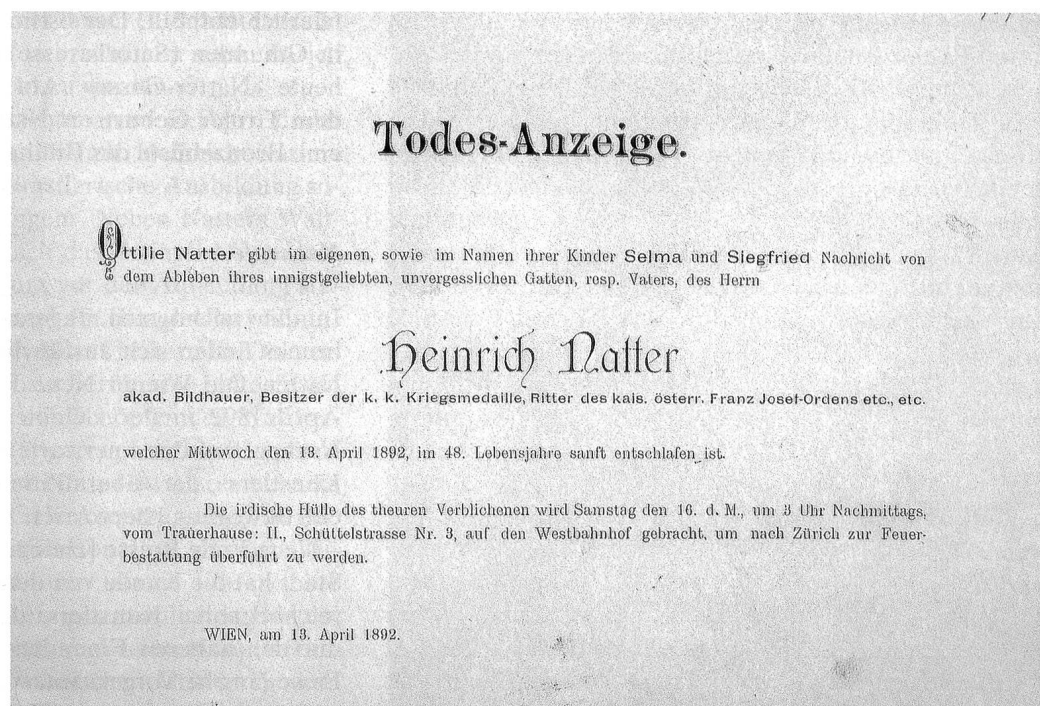 Todes-Anzeige.
Ottilie Natter gibt im eigenen, sowie im Namen ihrer Kinder Selma und Siegfried Nachricht von
dem Ableben ihres innigstgeliebten, unvergesslichen Gatten, resp. Vaters, des Herrn
Heinrich Natter
akad. Bildhauer, Besitzer der k. k. Kriegsmedaille, Ritter des kais. österr. Franz Josef-Ordens etc., etc.
welcher Mittwoch den 13. April 1892, im 48. Lebensjahre sanft entschlafen ist.
Die irdische Hülle des theuren Verblichenen wird Samstag den 16. d. M., um 3 Uhr Nachmittags,
vom Trauerhause: II., Schüttelstrasse Nr. 3, auf den Westbahnhof gebracht, um nach Zürich zur Feuer-
bestattung überführt zu werden.
WIEN, am 13. April 1892.